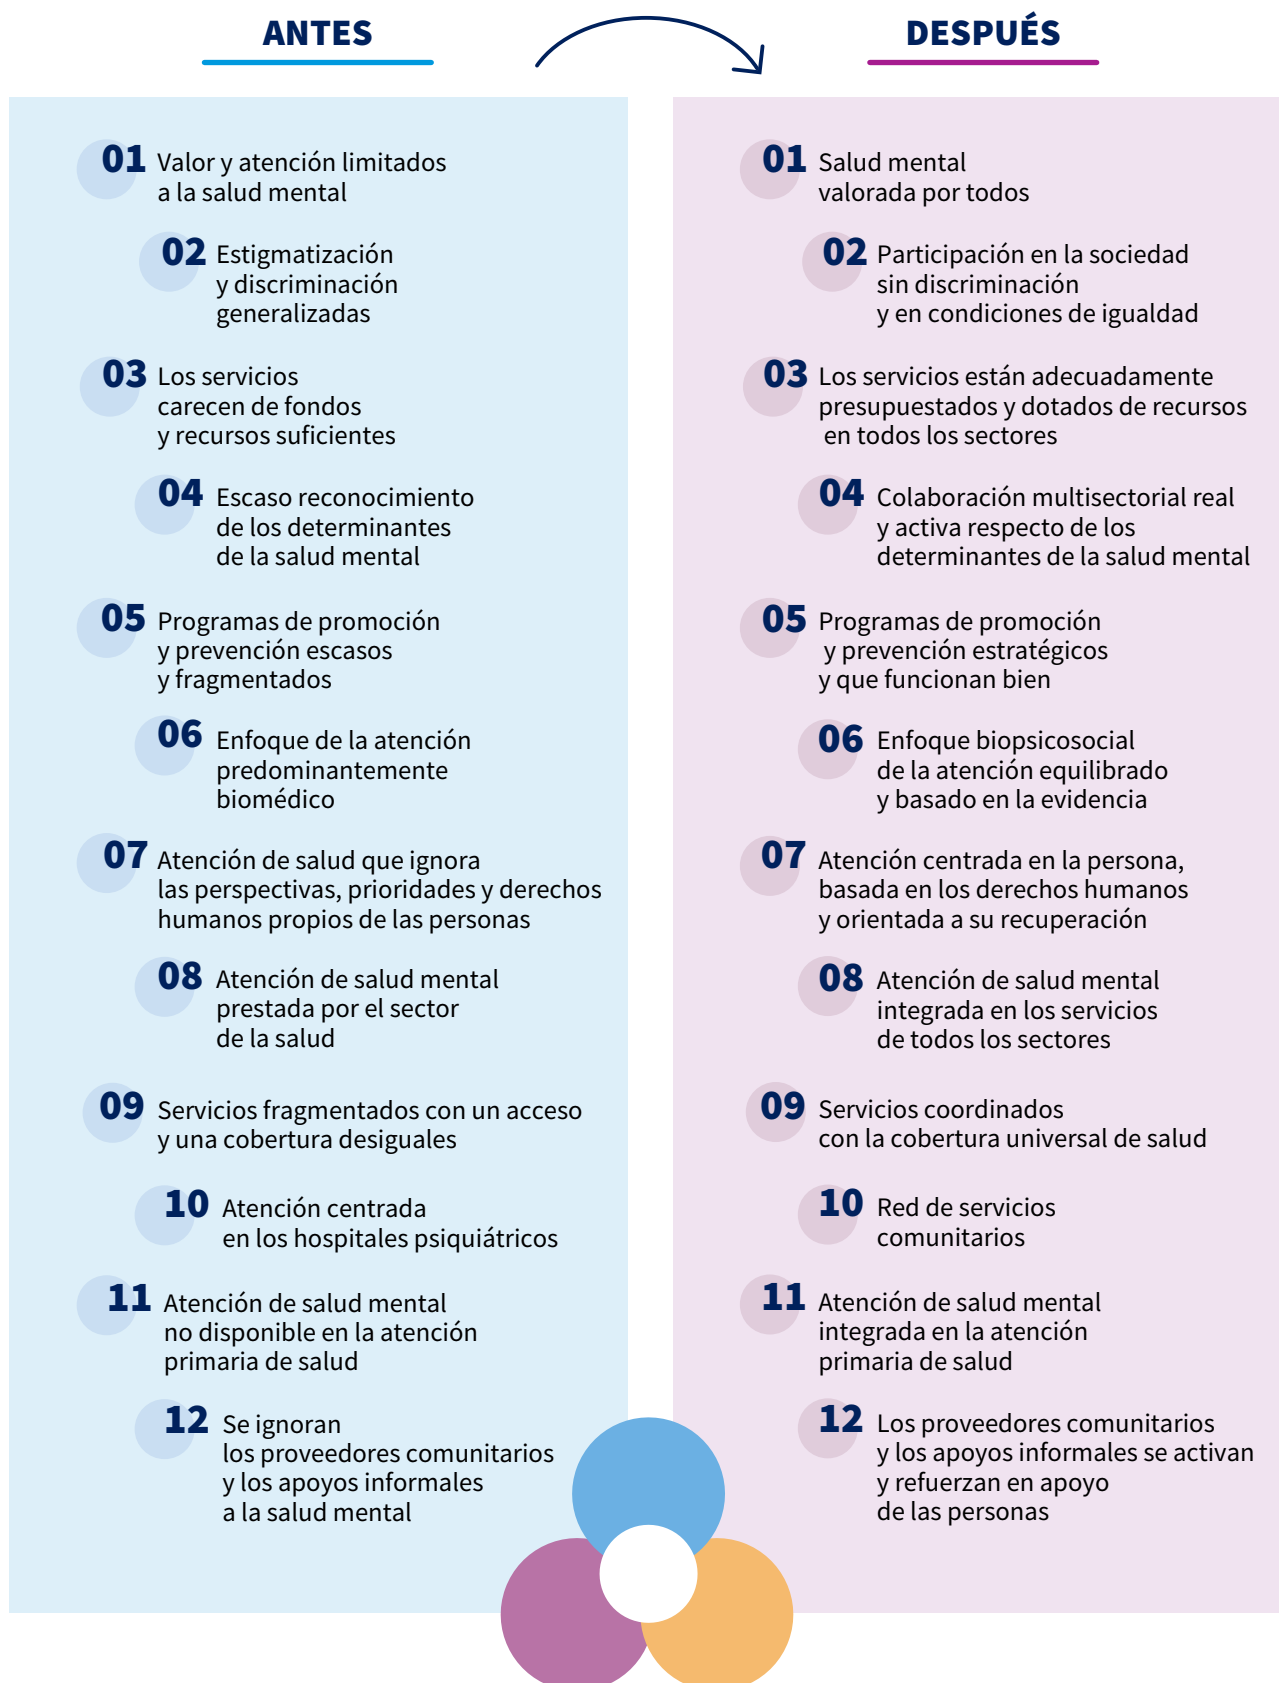 ANTES
01 Valor y atención limitados
a la salud mental
02 Estigmatización
y discriminación
generalizadas
03 Los servicios
carecen de fondos
y recursos suficientes
04 Escaso reconocimiento
de los determinantes
de la salud mental
05 Programas de promoción
y prevención escasos
y fragmentados
06 Enfoque de la atención
predominantemente
biomédico
07 Atención de salud que ignora
las perspectivas, prioridades y derechos
humanos propios de las personas
08 Atención de salud mental
prestada por el sector
de la salud
09 Servicios fragmentados con un acceso
y una cobertura desiguales
10 Atención centrada
en los hospitales psiquiátricos
11 Atención de salud mental
no disponible en la atención
primaria de salud
12 Se ignoran
los proveedores comunitarios
y los apoyos informales
a la salud mental
DESPUÉS
01 Salud mental
valorada por todos
02 Participación en la sociedad
sin discriminación
y en condiciones de igualdad
03 Los servicios están adecuadamente
presupuestados y dotados de recursos
en todos los sectores
04 Colaboración multisectorial real
y activa respecto de los
determinantes de la salud mental
05 Programas de promoción
y prevención estratégicos
y que funcionan bien
06 Enfoque biopsicosocial
de la atención equilibrado
y basado en la evidencia
07 Atención centrada en la persona,
basada en los derechos humanos
y orientada a su recuperación
08 Atención de salud mental
integrada en los servicios
de todos los sectores
09 Servicios coordinados
con la cobertura universal de salud
10 Red de servicios
comunitarios
11 Atención de salud mental
integrada en la atención
primaria de salud
12 Los proveedores comunitarios
y los apoyos informales se activan
y refuerzan en apoyo
de las personas